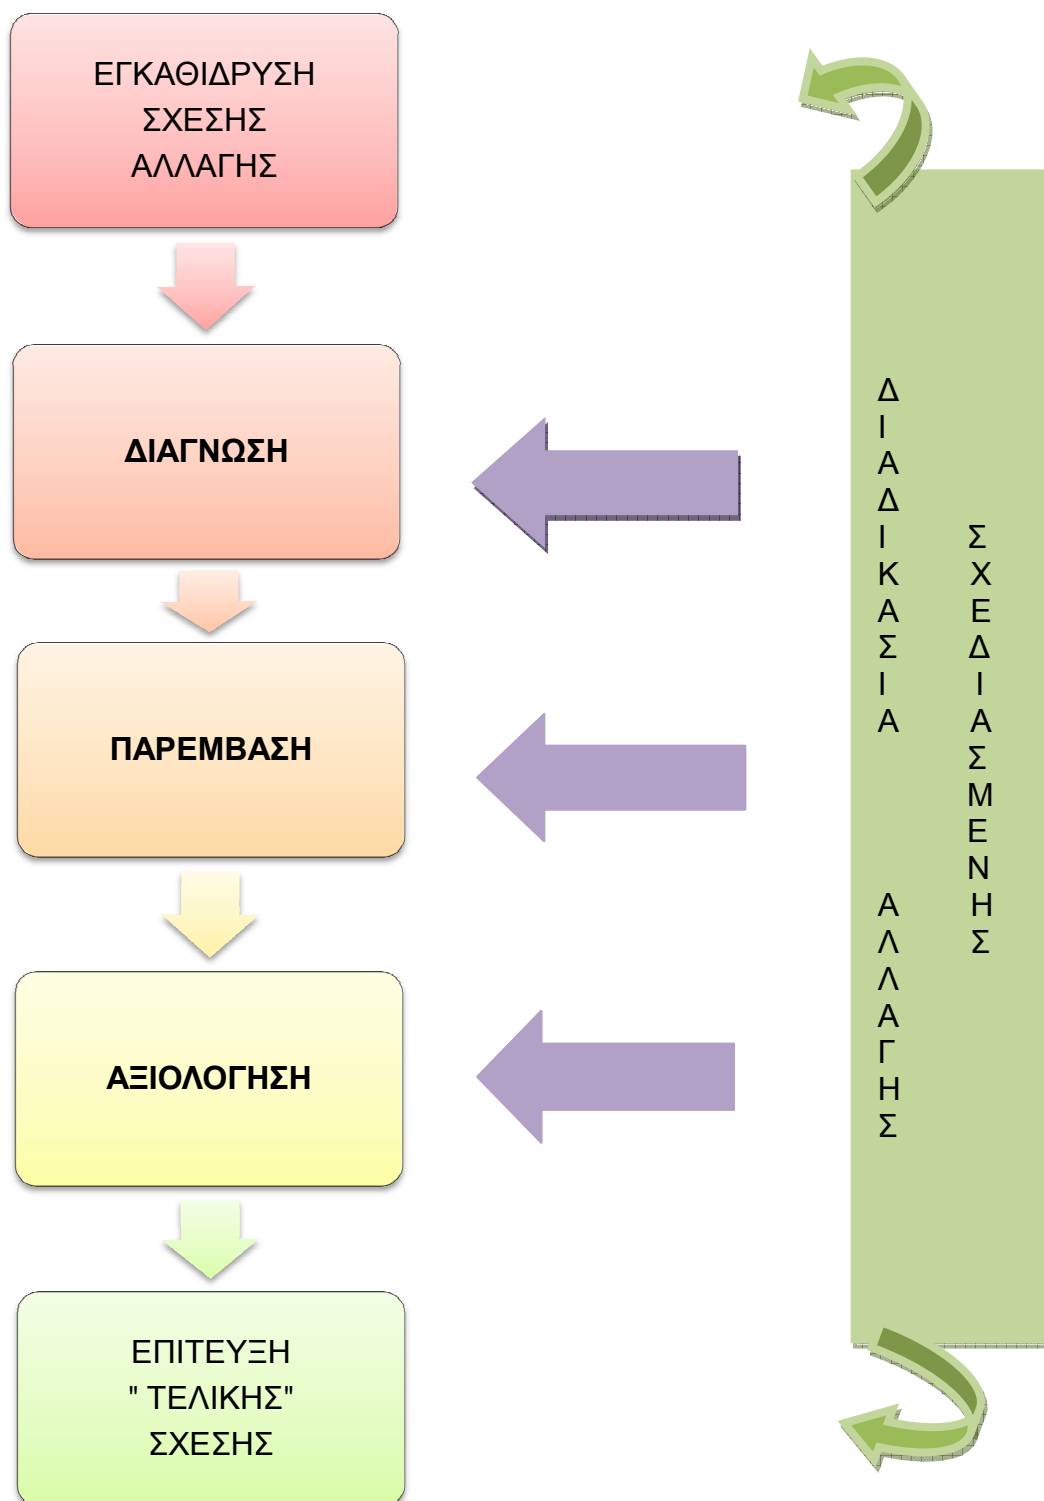 ΕΓΚΑΘΙΔΡΥΣΗ
ΣΧΕΣΗΣ
ΑΛΛΑΓΗΣ
ΔΙΑΓΝΩΣΗ
ΠΑΡΕΜΒΑΣΗ
ΑΞΙΟΛΟΓΗΣΗ
ΕΠΙΤΕΥΞΗ
" ΤΕΛΙΚΗΣ"
ΣΧΕΣΗΣ
ΔΙΑΔΙΚΑΣΙΑ
ΣΧΕΔΙΑΣΜΕΝΗΣ
ΑΛΛΑΓΗΣ